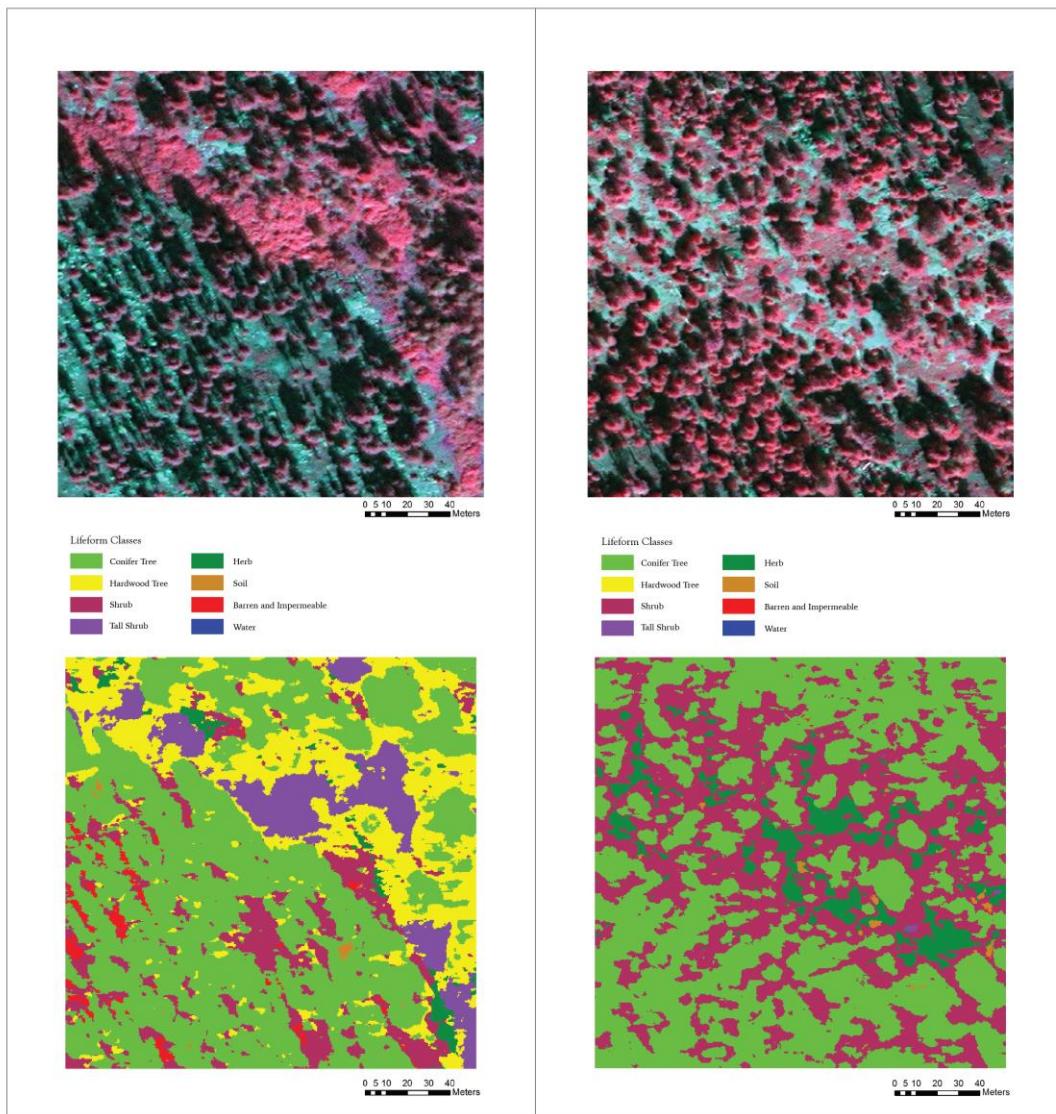 0 5 10 20 30 40
Meters
Lifeform Classes
Conifer Tree
Hardwood Tree
Shrub
Tall Shrub
Herb
Soil
Barren and Impermeable
Water
0 5 10 20 30 40
Meters
0 5 10 20 30 40
Meters
Lifeform Classes
Conifer Tree
Hardwood Tree
Shrub
Tall Shrub
Herb
Soil
Barren and Impermeable
Water
0 5 10 20 30 40
Meters